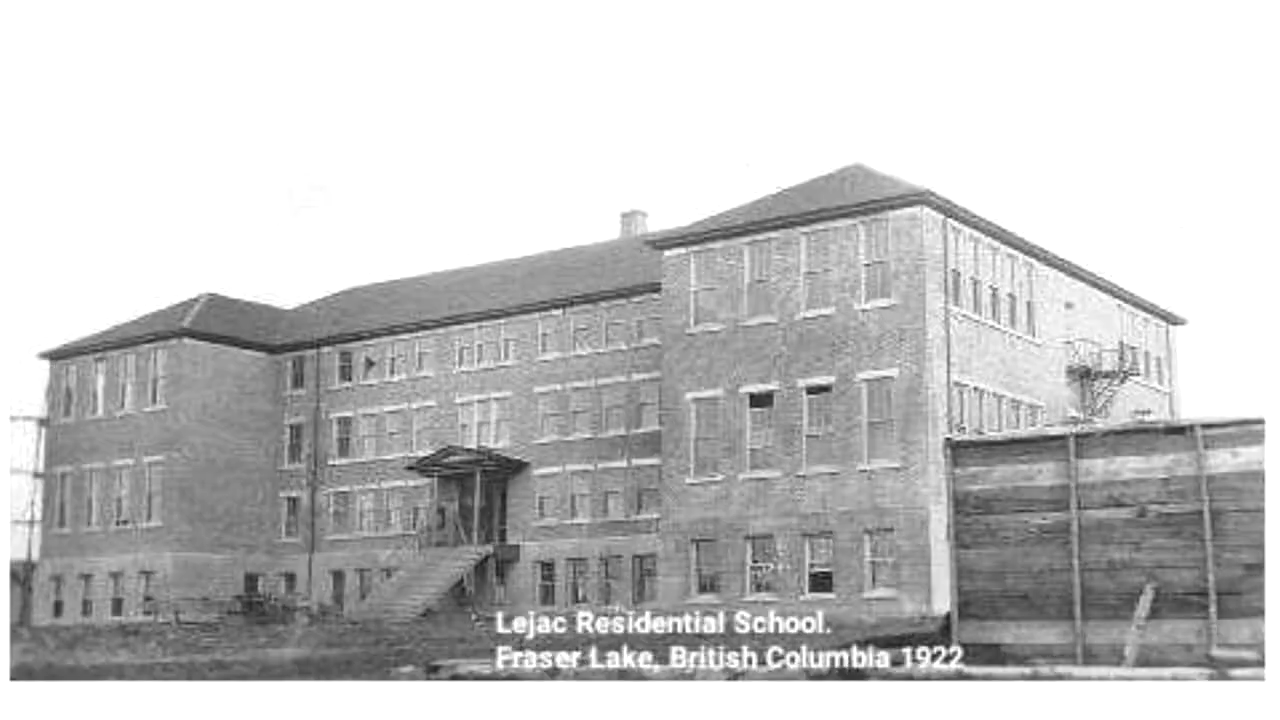 Lejac Residential School.
Fraser Lake, British Columbia 1922